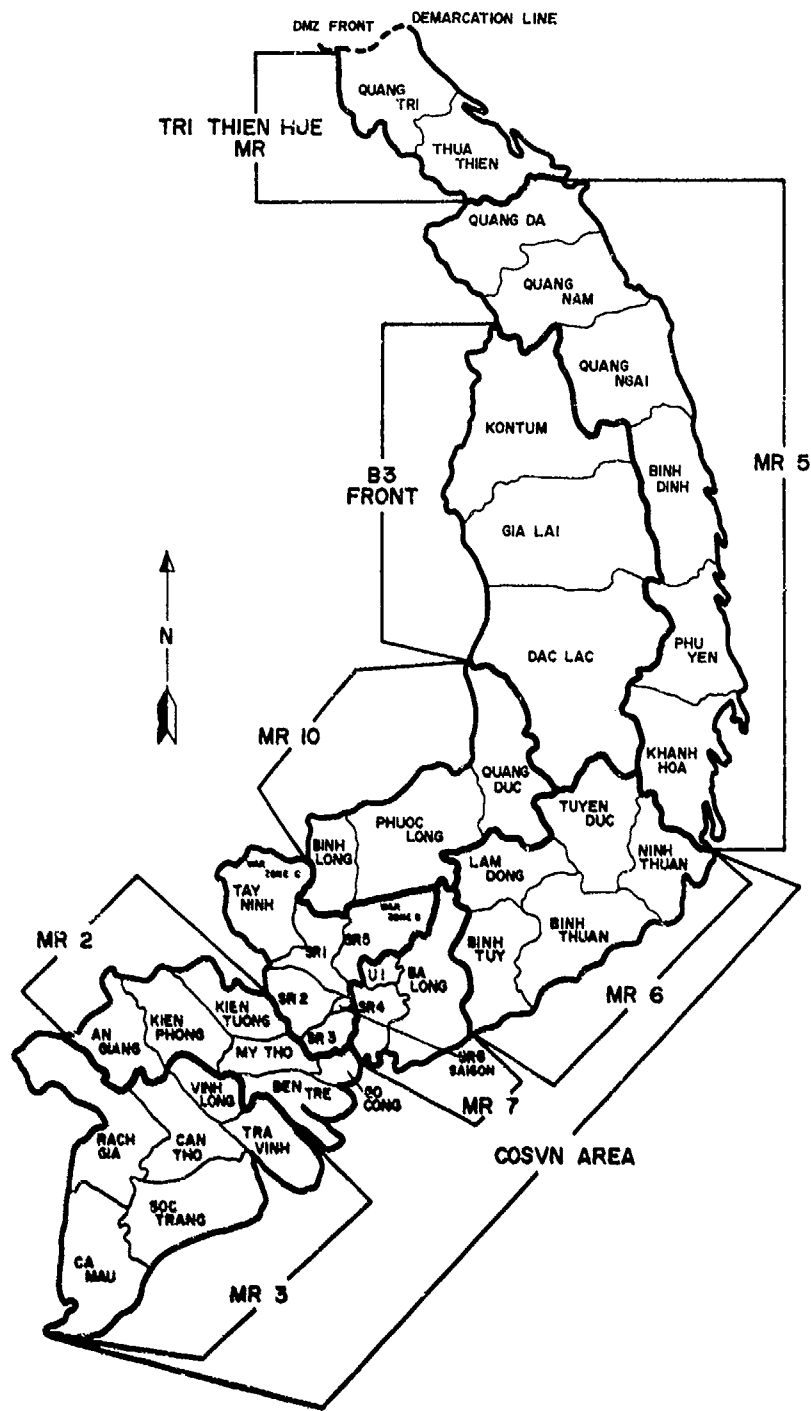 DEMARCATION LINE
DMZ FRONT
QUANG
TRI
TRI THIEN HUE
MR
THUA
THIEN
QUANG DA
QUANG
NAM
QUANG
NGAI
KONTUM
BINH
DINH
MR 5
B3
FRONT
GIA LAI
N
DAC LAC
PHU
YEN
MR 10
KHANH
HOA
QUANG
DUC
TUYEN
DUC
PHUOC
LONG
BINH
LONG
NINH
THUAN
LAM
DONG
WAR
ZONE C
TAY
NINH
WAR
ZONE D
BINH
THUAN
BINH
TUY
MR 2
SR1
SR5
U1
BA
LONG
SR2
SR4
MR 6
KIEN
TUONG
KIEN
PHONG
AN
GIANG
SR3
MY THO
SR6
SAIGON
VINH
LONG
BEN
TRE
GO
CONG
MR 7
RACH
GIA
CAN
THO
TRA
VINH
COSVN AREA
SOC
TRANG
CA
MAU
MR 3